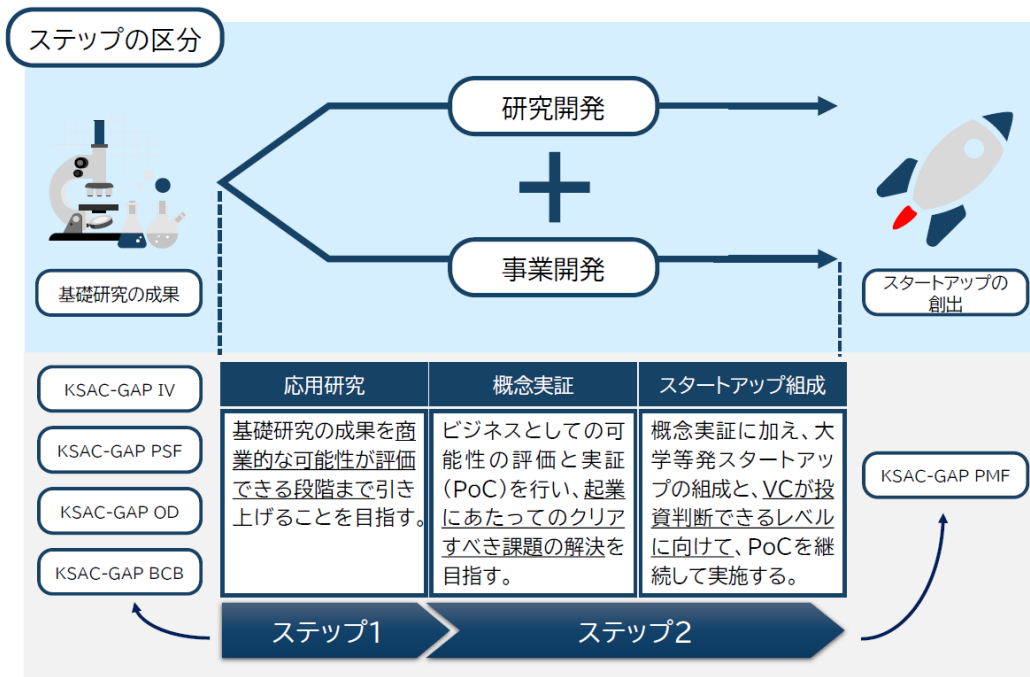 ステップの区分
研究開発
事業開発
基礎研究の成果
スタートアップの
創出
KSAC-GAP IV
KSAC-GAP PSF
KSAC-GAP OD
KSAC-GAP BCB
応用研究
基礎研究の成果を商
業的な可能性が評価
できる段階まで引き
上げることを目指す。
概念実証
ビジネスとしての可
能性の評価と実証
(PoC)を行い、起業
にあたってのクリア
すべき課題の解決を
目指す。
スタートアップ組成
概念実証に加え、大
学等発スタートアッ
プの組成と、VCが投
資判断できるレベル
に向けて、PoCを継
続して実施する。
KSAC-GAP PMF
ステップ1
ステップ2